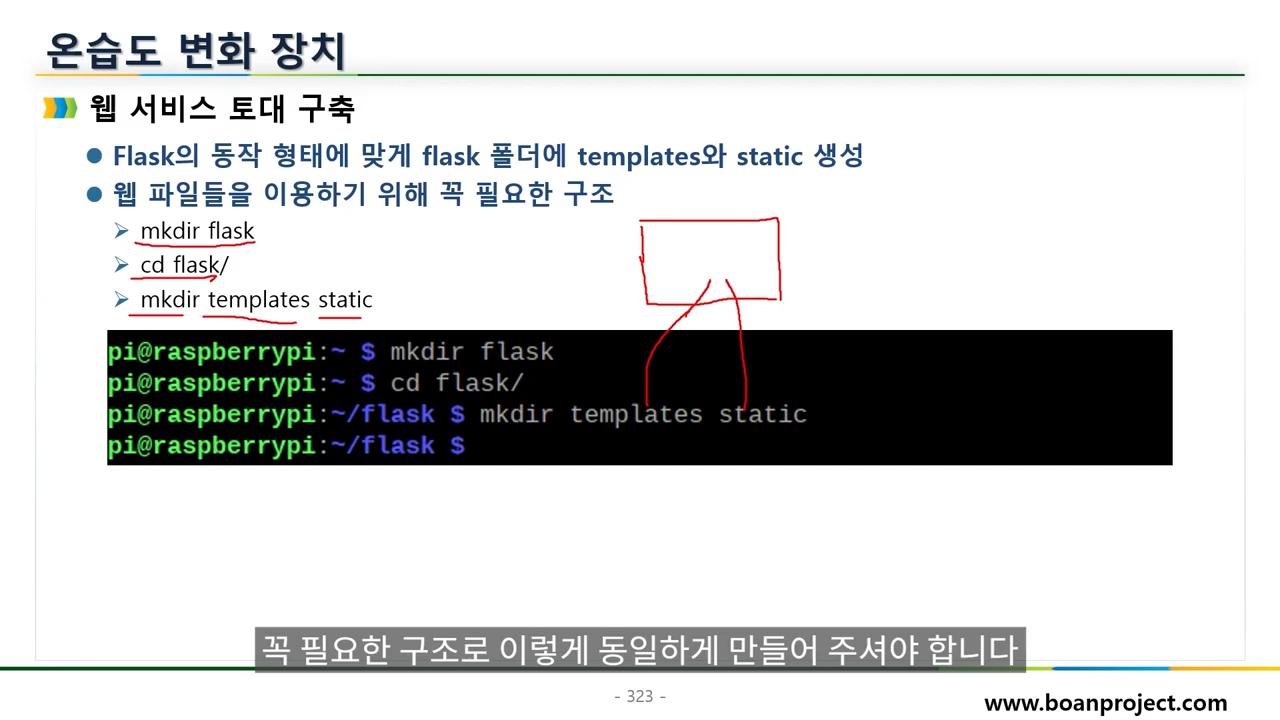 온습도 변화 장치
웹 서비스 토대 구축
Flask의 동작 형태에 맞게 flask 폴더에 templates와 static 생성
웹 파일들을 이용하기 위해 꼭 필요한 구조
mkdir flask
cd flask/
mkdir templates static
pi@raspberrypi:~ $ mkdir flask
pi@raspberrypi:~ $ cd flask/
pi@raspberrypi:~/flask $ mkdir templates static
pi@raspberrypi:~/flask $
꼭 필요한 구조로 이렇게 동일하게 만들어 주셔야 합니다
- 323 -
www.boanproject.com